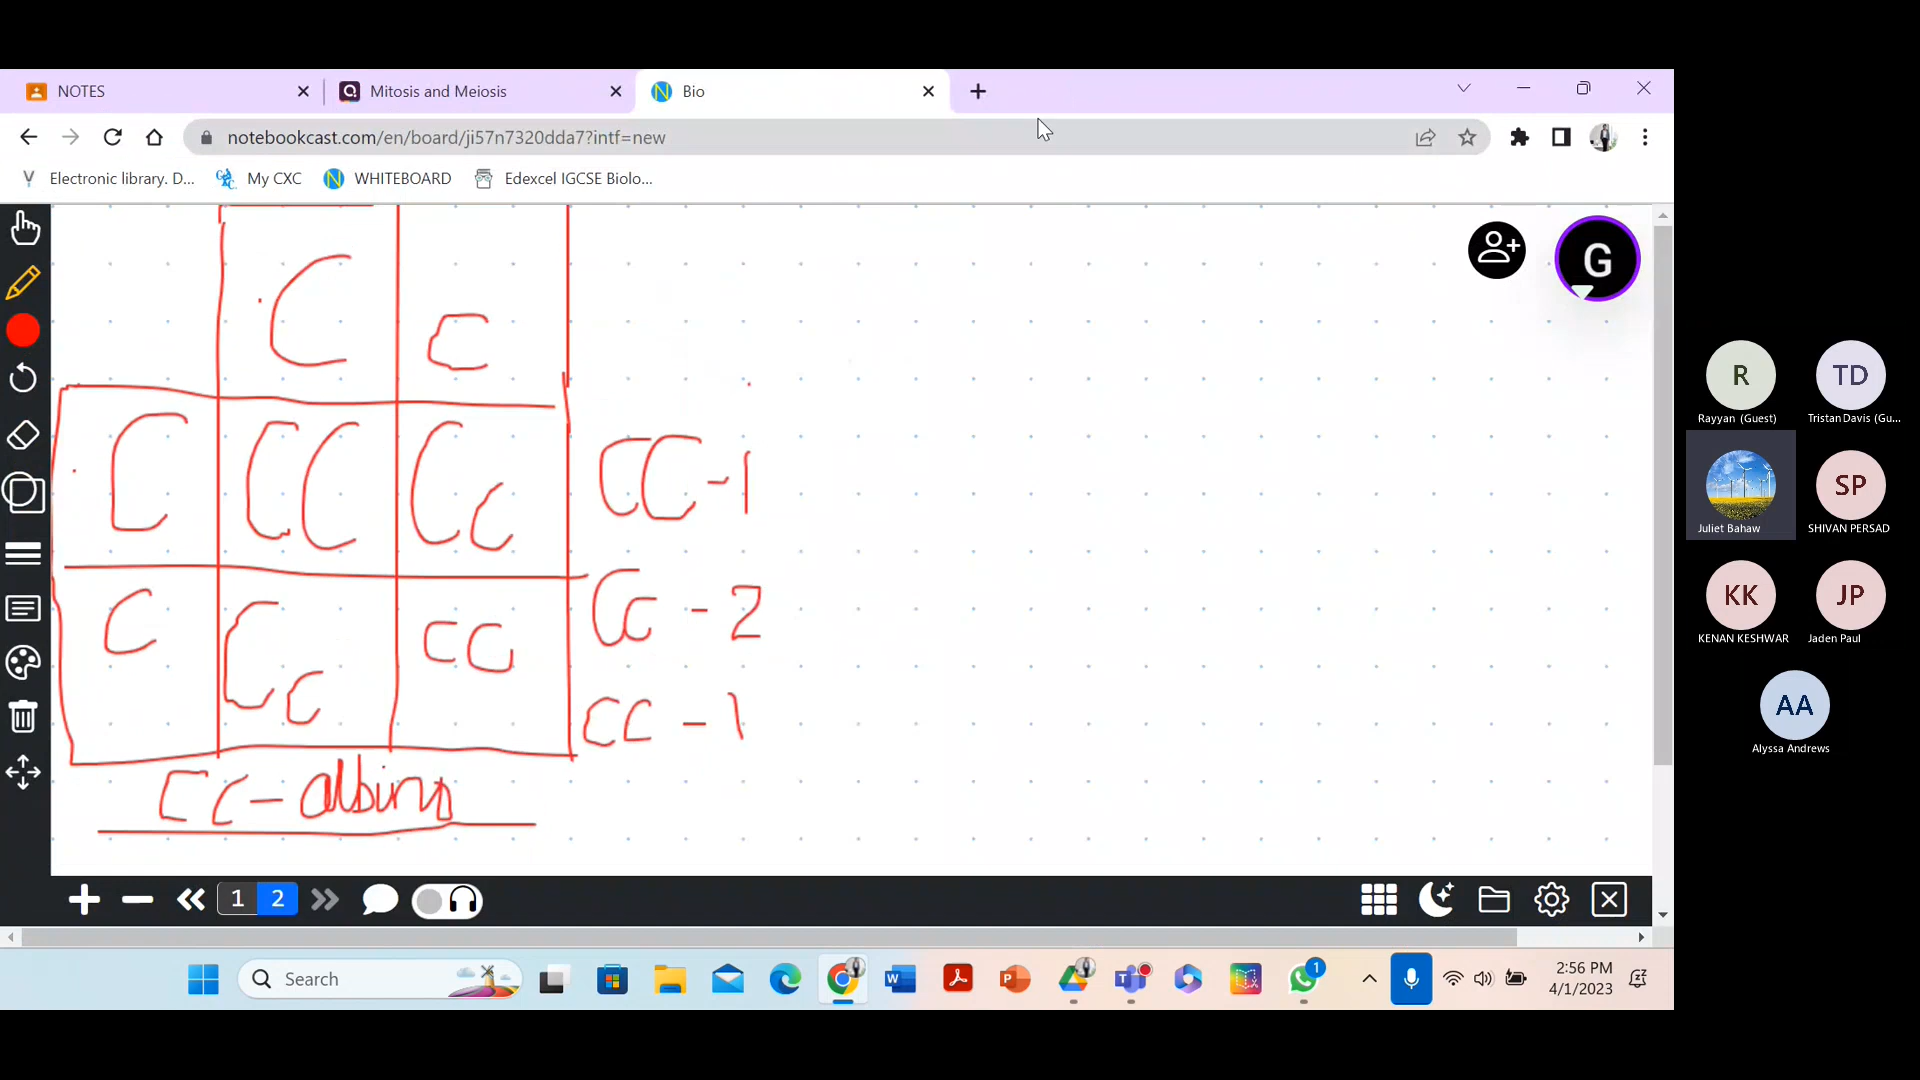 NOTES
Mitosis and Meiosis
Bio
notebookcast.com/en/board/ji57n7320dda7?intf=new
Electronic library. D...
My CXC
WHITEBOARD
Edexcel IGCSE Biolo...
G
C c
C CC Cc
c Cc cc
CC - 1
Cc - 2
cc - 1
cc - albino
R
Rayyan (Guest)
TD
Tristan Davis (Gu...
Juliet Bahaw
SP
SHIVAN PERSAD
KK
KENAN KESHWAR
JP
Jaden Paul
AA
Alyssa Andrews
1 2
Search
1
2:56 PM
4/1/2023